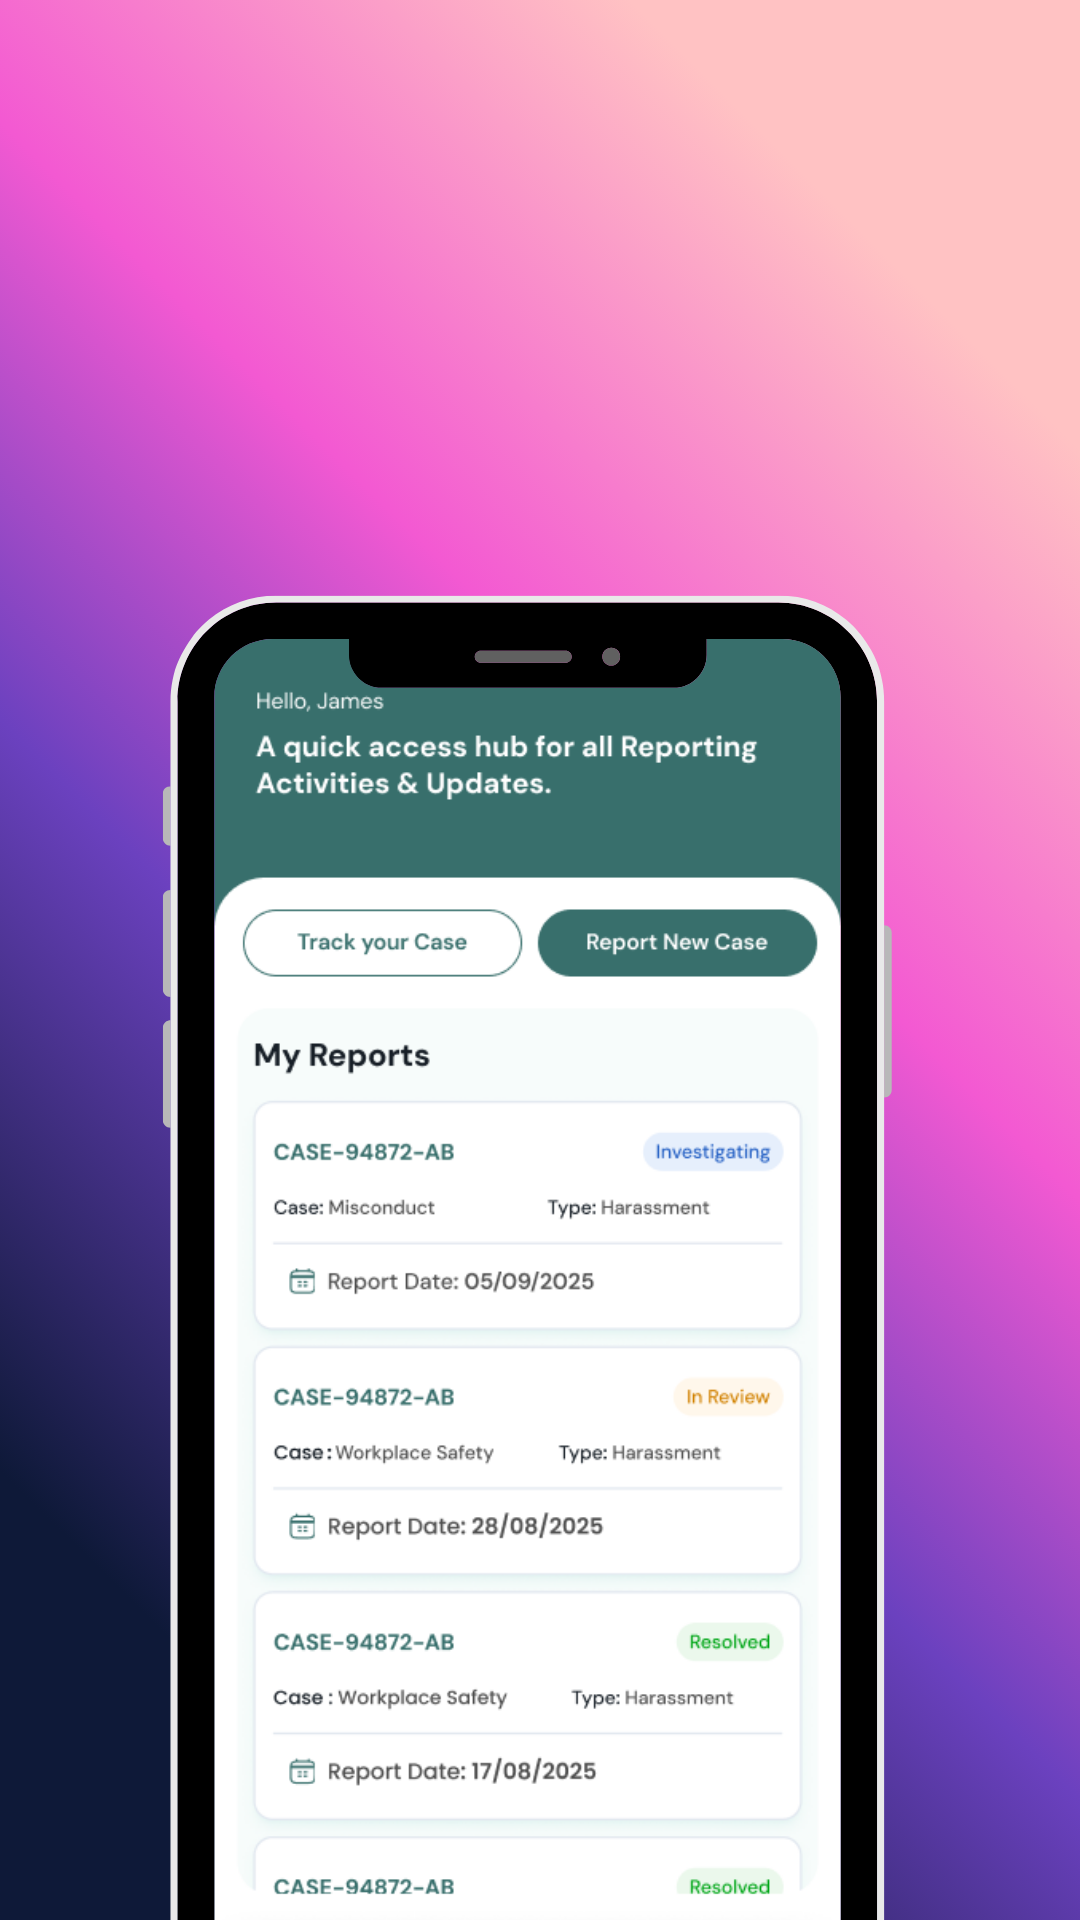 Hello, James
A quick access hub for all Reporting
Activities & Updates.
Track your Case
Report New Case
My Reports
CASE-94872-AB
Investigating
Case: Misconduct
Type: Harassment
Report Date: 05/09/2025
CASE-94872-AB
In Review
Case : Workplace Safety
Type: Harassment
Report Date: 28/08/2025
CASE-94872-AB
Resolved
Case : Workplace Safety
Type: Harassment
Report Date: 17/08/2025
CASE-94872-AB
Resolved